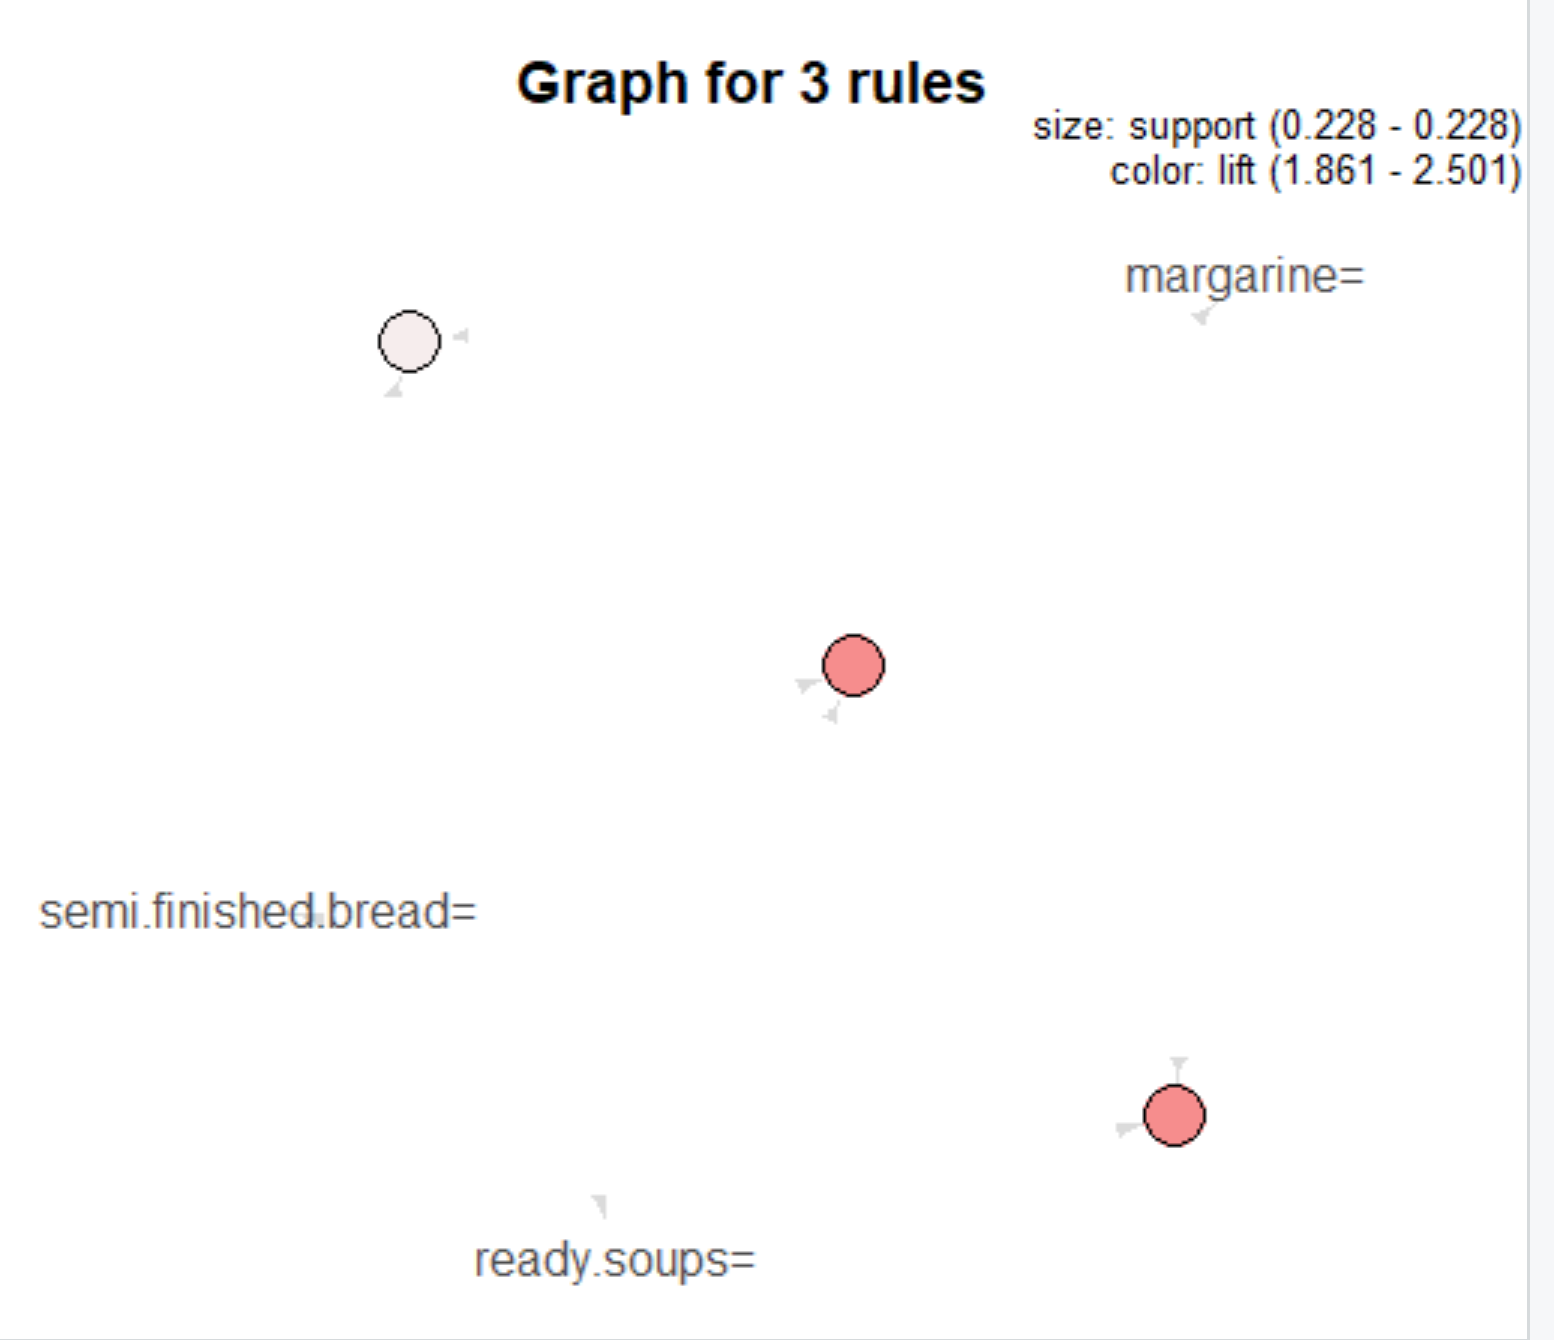 Graph for 3 rules
size: support (0.228 - 0.228)
color: lift (1.861 - 2.501)
margarine=
semi.finished.bread=
ready.soups=